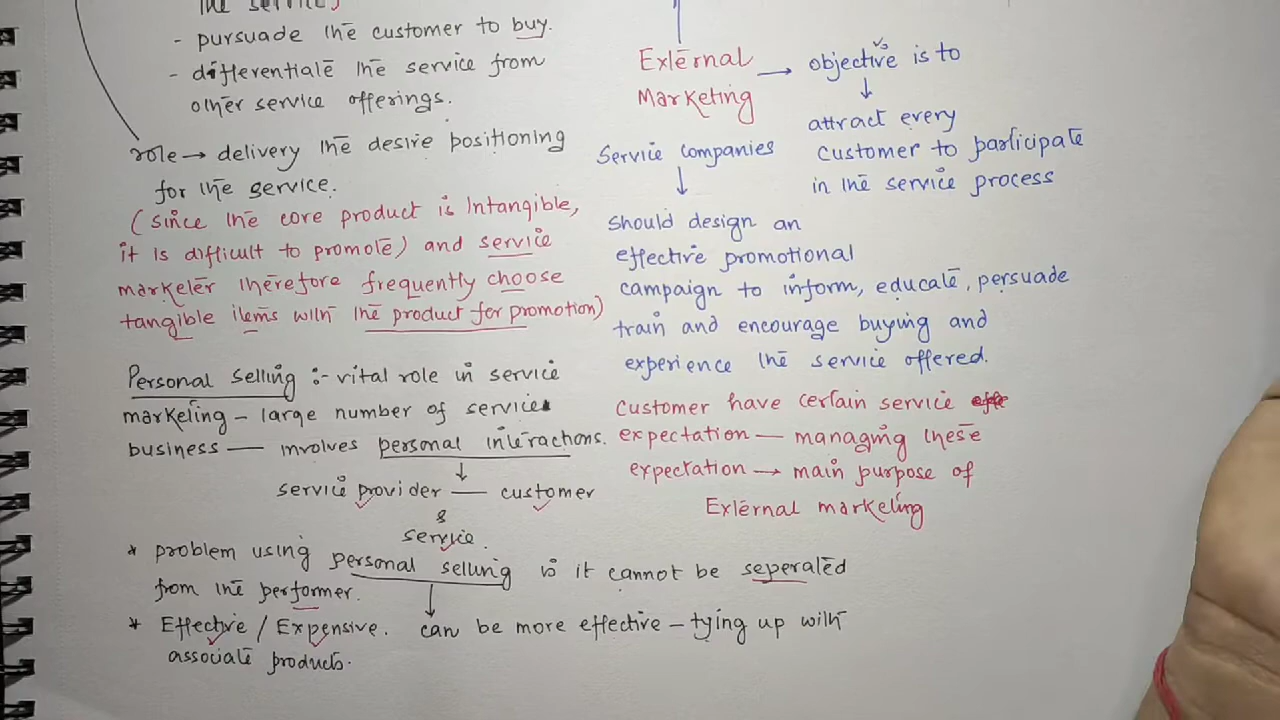 the service)
- pursuade the customer to buy.
- differentiate the service from
other service offerings.
role → delivery the desire positioning
for the service.
(since the core product is Intangible,
it is difficult to promote) and service
marketer therefore frequently choose
tangible items with the product for promotion)
Personal selling :- vital role in service
marketing - large number of service
business — involves personal interactions.
↓
service provider — customer
&
service.
* problem using personal selling is it cannot be seperated
from the performer.
* Effective / Expensive. can be more effective - tying up with
associate products.
External
Marketing → objective is to
↓
attract every
customer to participate
in the service process
Service companies
↓
should design an
effective promotional
campaign to inform, educate, persuade
train and encourage buying and
experience the service offered.
customer have certain service
expectation — managing these
expectation → main purpose of
External marketing